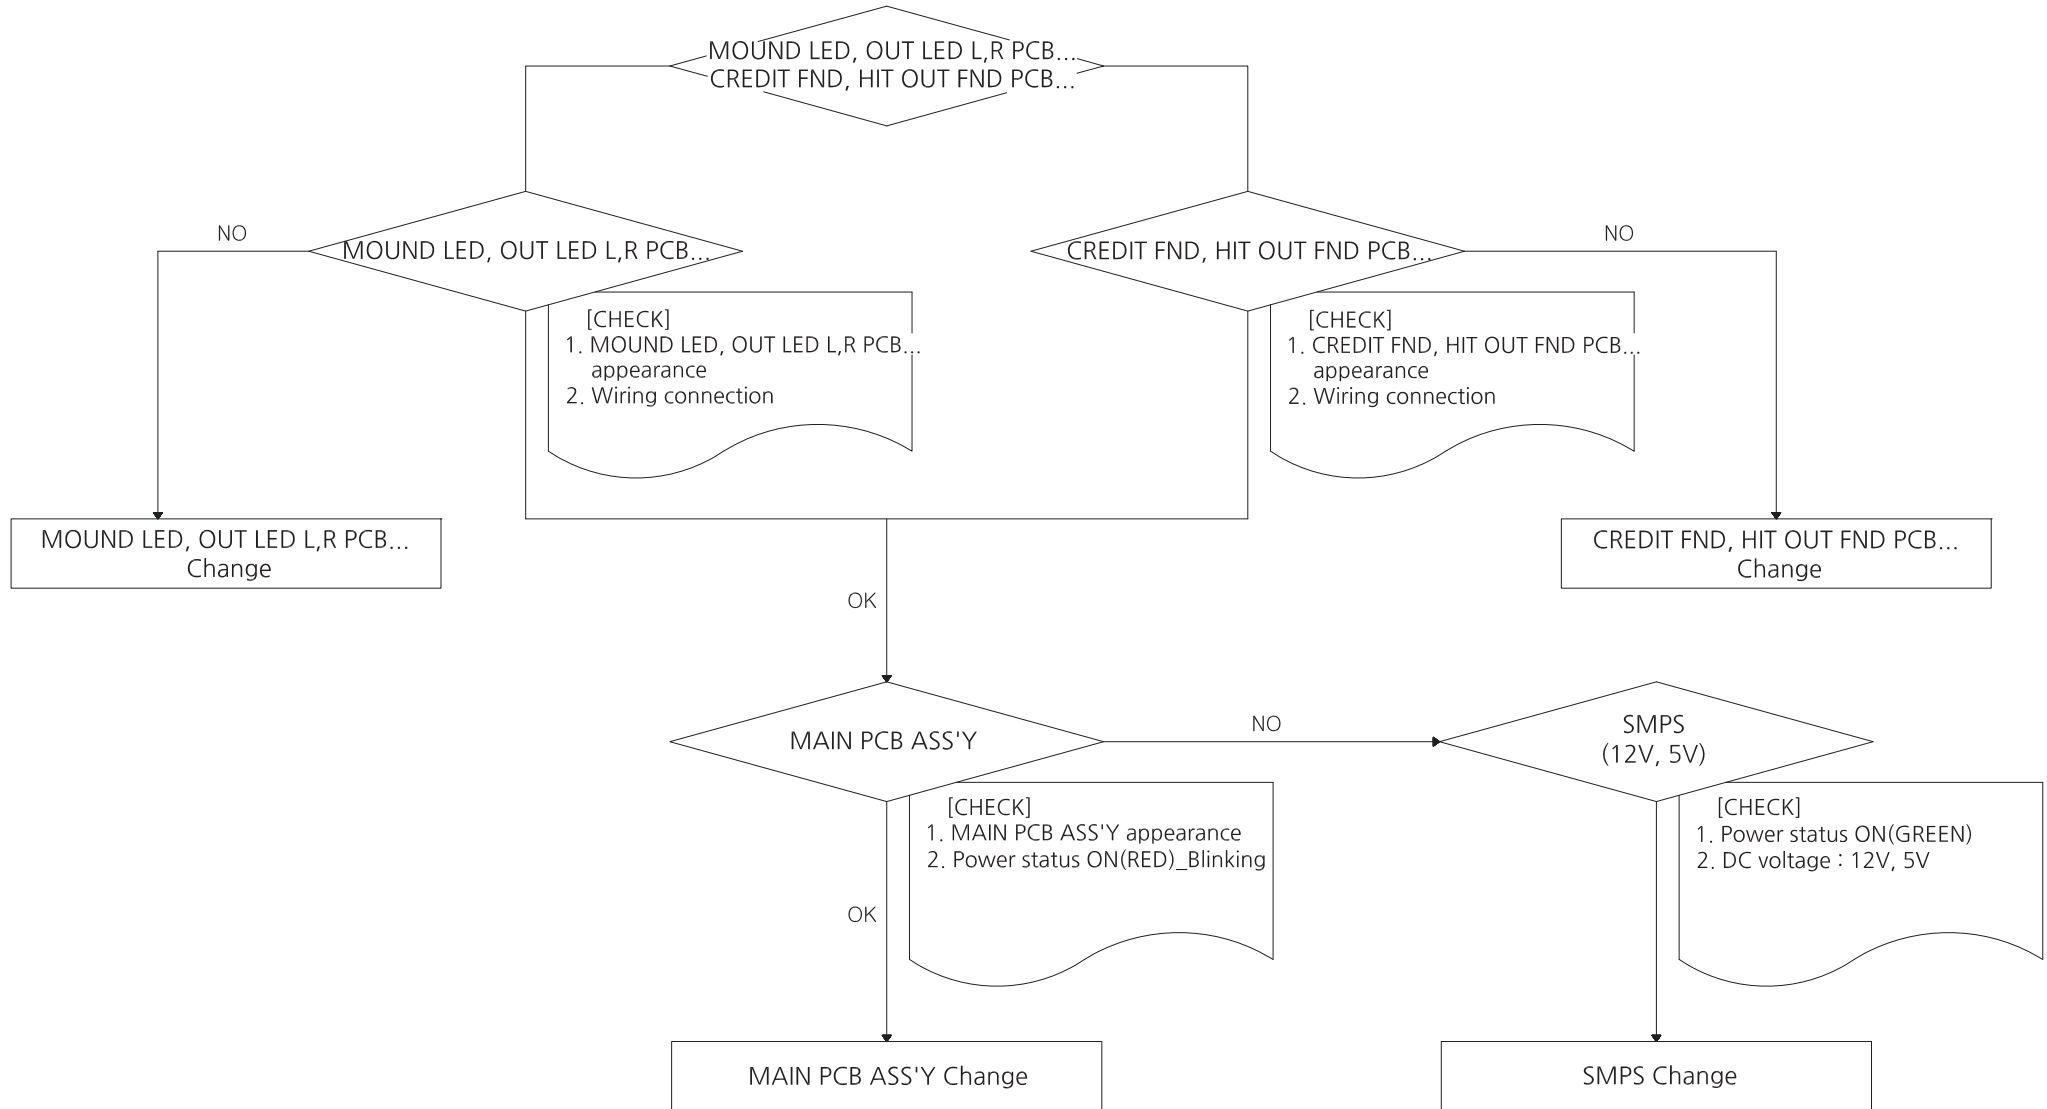 MOUND LED, OUT LED L,R PCB...
CREDIT FND, HIT OUT FND PCB...
NO
MOUND LED, OUT LED L,R PCB...
CREDIT FND, HIT OUT FND PCB...
NO
[CHECK]
1. MOUND LED, OUT LED L,R PCB...
appearance
2. Wiring connection
[CHECK]
1. CREDIT FND, HIT OUT FND PCB...
appearance
2. Wiring connection
MOUND LED, OUT LED L,R PCB...
Change
CREDIT FND, HIT OUT FND PCB...
Change
OK
MAIN PCB ASS'Y
NO
SMPS
(12V, 5V)
[CHECK]
1. MAIN PCB ASS'Y appearance
2. Power status ON(RED)_Blinking
[CHECK]
1. Power status ON(GREEN)
2. DC voltage : 12V, 5V
OK
MAIN PCB ASS'Y Change
SMPS Change